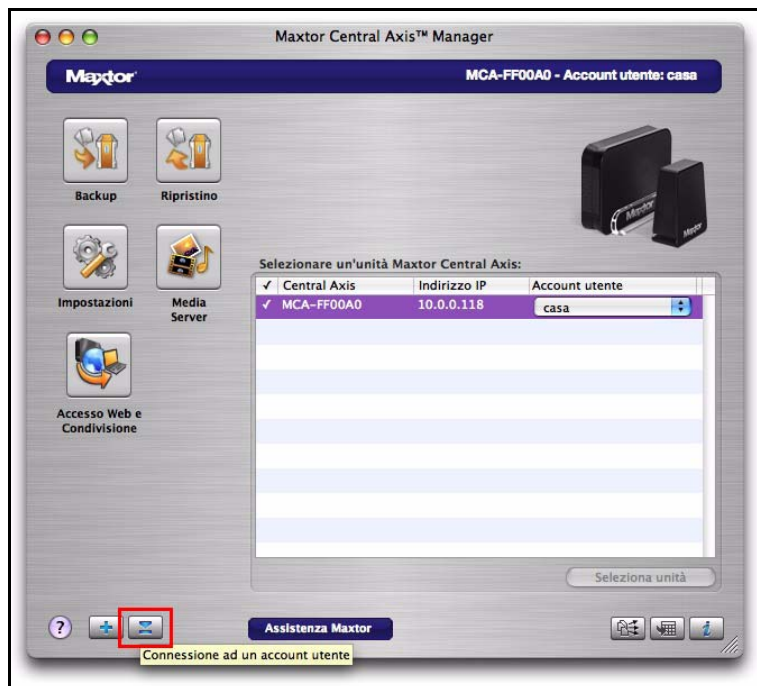 Maxtor Central Axis™ Manager
Maxtor
MCA-FF00A0 - Account utente: casa
Backup
Ripristino
Maxtor
Maxtor
Impostazioni
Media
Server
Selezionare un'unità Maxtor Central Axis:
✓ Central Axis Indirizzo IP Account utente
✓ MCA-FF00A0 10.0.0.118 casa
Accesso Web e
Condivisione
Seleziona unità
? + Assistenza Maxtor i
Connessione ad un account utente